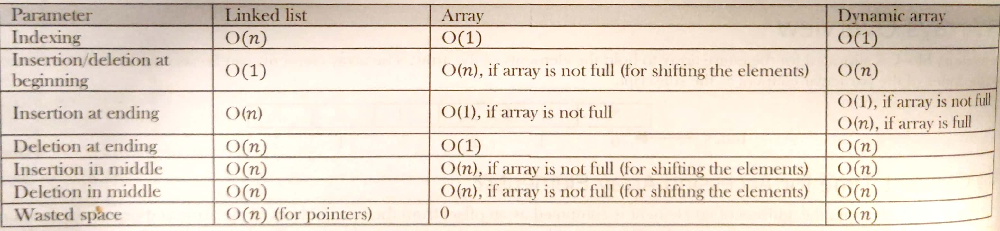 Parameter Linked list Array Dynamic array
Indexing O(n) O(1) O(1)
Insertion/deletion at
beginning O(1) O(n), if array is not full (for shifting the elements) O(n)
Insertion at ending O(n) O(1), if array is not full O(1), if array is not full
O(n), if array is full
Deletion at ending O(n) O(1) O(n)
Insertion in middle O(n) O(n), if array is not full (for shifting the elements) O(n)
Deletion in middle O(n) O(n), if array is not full (for shifting the elements) O(n)
Wasted space O(n) (for pointers) 0 O(n)